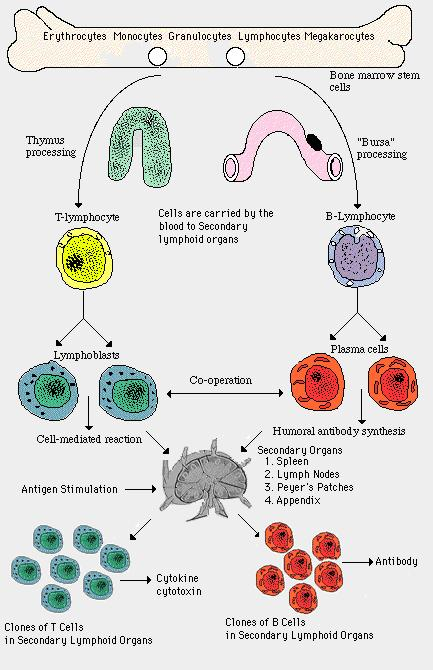 Erythrocytes Monocytes Granulocytes Lymphocytes Megakarocytes
Bone marrow stem
cells
Thymus
processing
"Bursa"
processing
T-lymphocyte
Cells are carried by the
blood to Secondary
lymphoid organs
B-Lymphocyte
Lymphoblasts
Plasma cells
Co-operation
Cell-mediated reaction
Humoral antibody synthesis
Secondary Organs
1. Spleen
2. Lymph Nodes
3. Peyer's Patches
4. Appendix
Antigen Stimulation
Cytokine
cytotoxin
Antibody
Clones of T Cells
in Secondary Lymphoid Organs
Clones of B Cells
in Secondary Lymphoid Organs